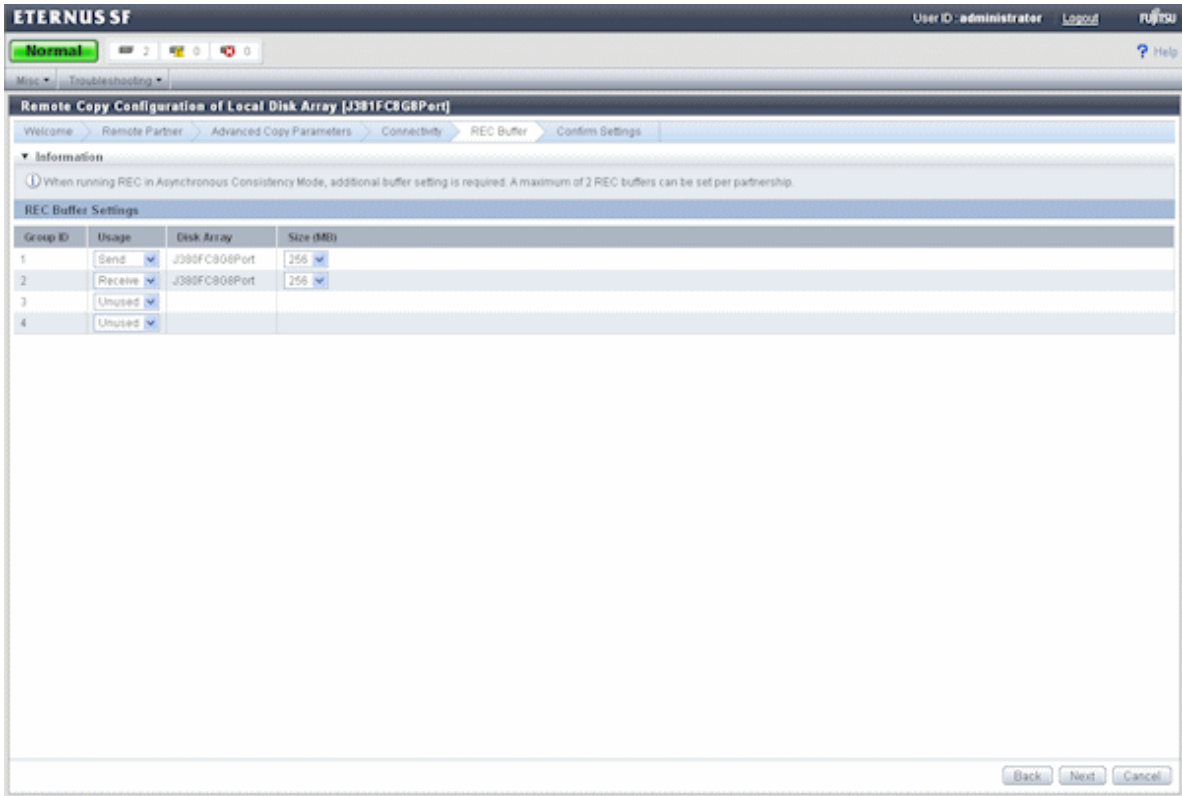 ETERNUS SF User ID : administrator Logout FUJITSU
Normal 2 0 0 ? Help
Misc Troubleshooting
Remote Copy Configuration of Local Disk Array [J381FC8G8Port]
Welcome Remote Partner Advanced Copy Parameters Connectivity REC Buffer Confirm Settings
Information
When running REC in Asynchronous Consistency Mode, additional buffer setting is required. A maximum of 2 REC buffers can be set per partnership.
REC Buffer Settings
Group ID Usage Disk Array Size (MB)
1 Send J380FC8G8Port 256
2 Receive J380FC8G8Port 256
3 Unused
4 Unused
Back Next Cancel